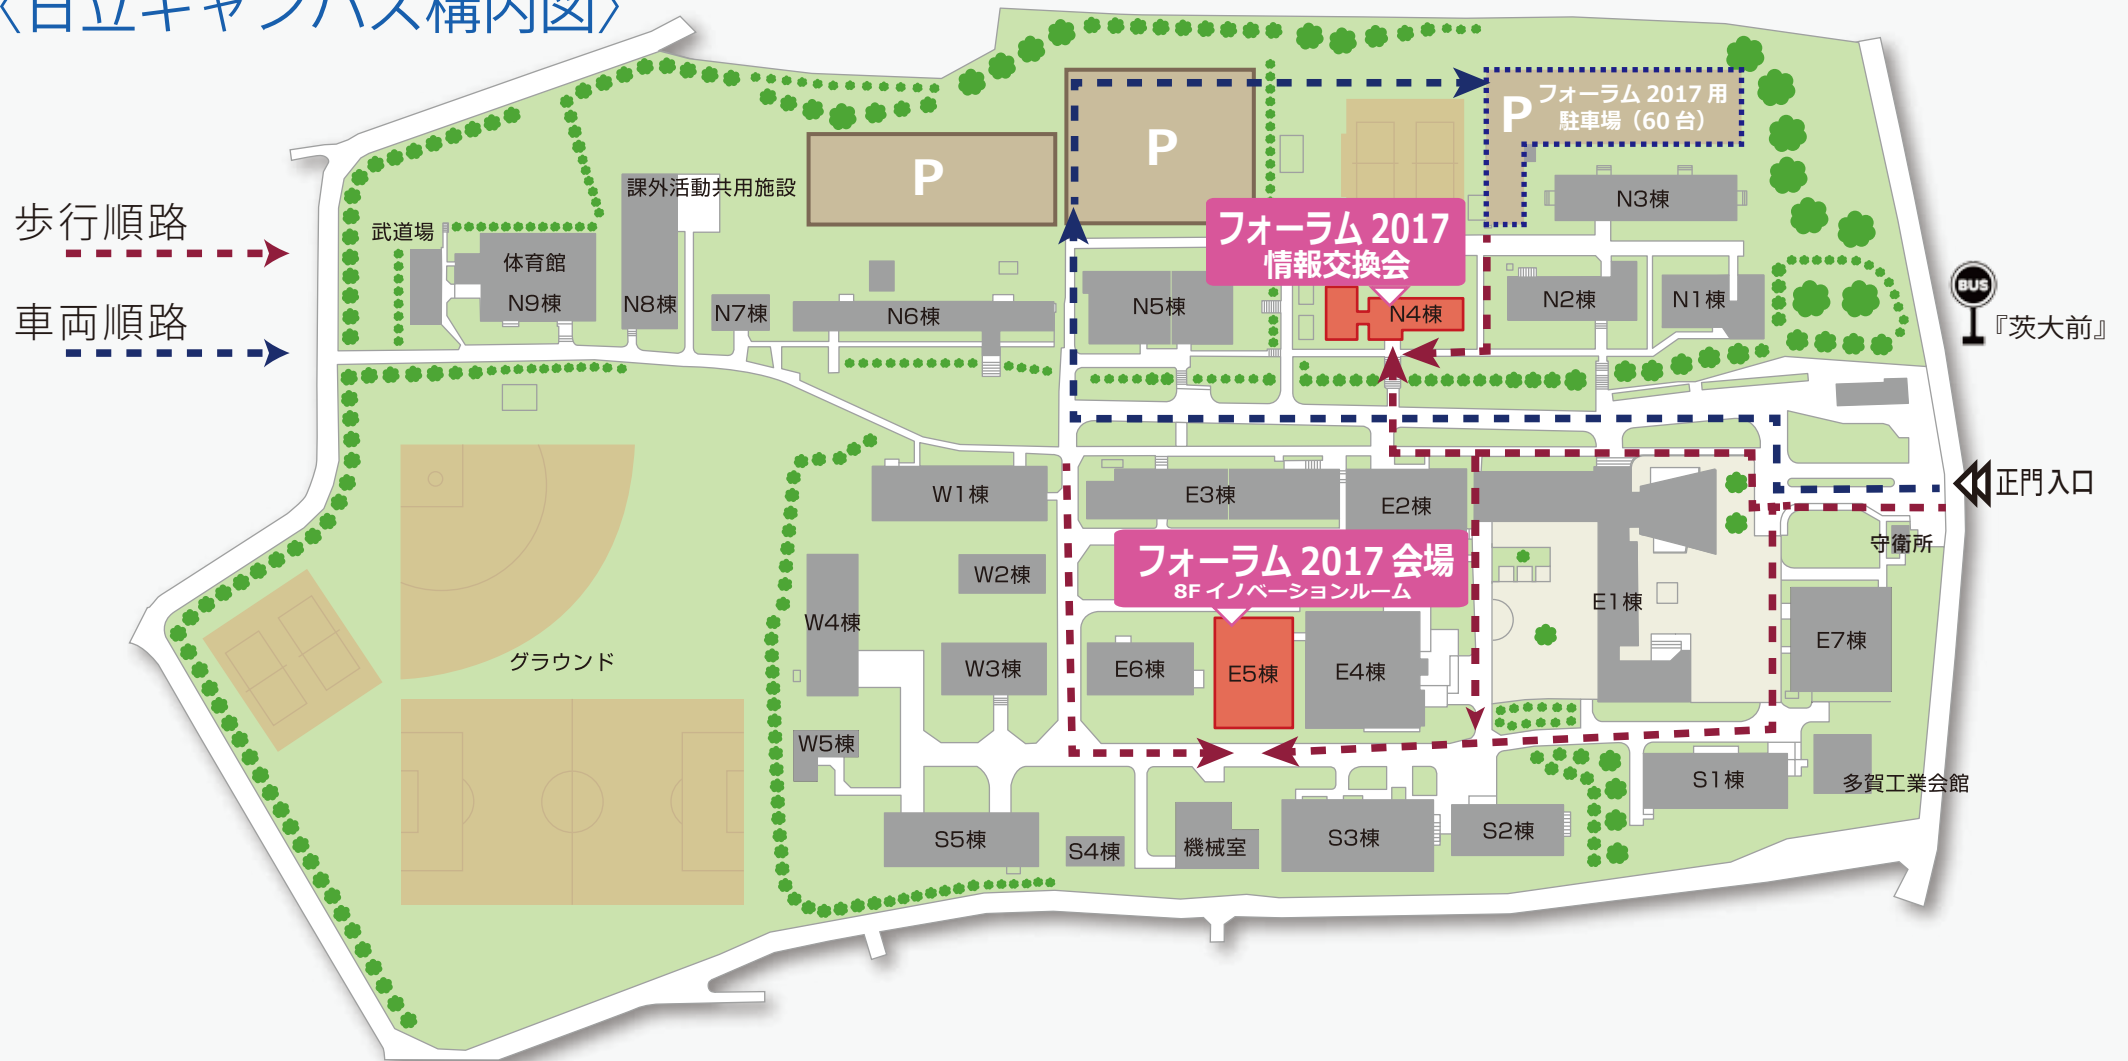 〈日立キャンパス構内図〉
歩行順路
車両順路
P
P
P
フォーラム 2017 用
駐車場（60 台）
課外活動共用施設
武道場
体育館
N9棟
N8棟
N7棟
N6棟
N5棟
フォーラム 2017
情報交換会
N4棟
N3棟
N2棟
N1棟
BUS
『茨大前』
正門入口
守衛所
W1棟
W2棟
W3棟
W4棟
W5棟
E3棟
E2棟
フォーラム 2017 会場
8F イノベーションルーム
E1棟
E6棟
E5棟
E4棟
E7棟
グラウンド
S5棟
S4棟
機械室
S3棟
S2棟
S1棟
多賀工業会館